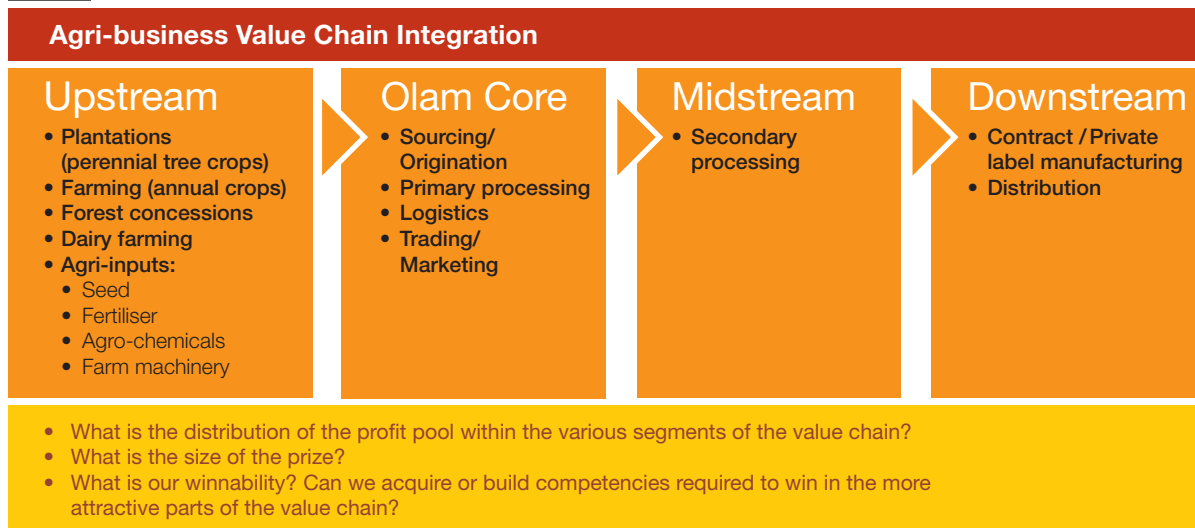 Agri-business Value Chain Integration
Upstream
• Plantations
(perennial tree crops)
• Farming (annual crops)
• Forest concessions
• Dairy farming
• Agri-inputs:
• Seed
• Fertiliser
• Agro-chemicals
• Farm machinery
Olam Core
• Sourcing/
Origination
• Primary processing
• Logistics
• Trading/
Marketing
Midstream
• Secondary
processing
Downstream
• Contract / Private
label manufacturing
• Distribution
• What is the distribution of the profit pool within the various segments of the value chain?
• What is the size of the prize?
• What is our winnability? Can we acquire or build competencies required to win in the more
attractive parts of the value chain?